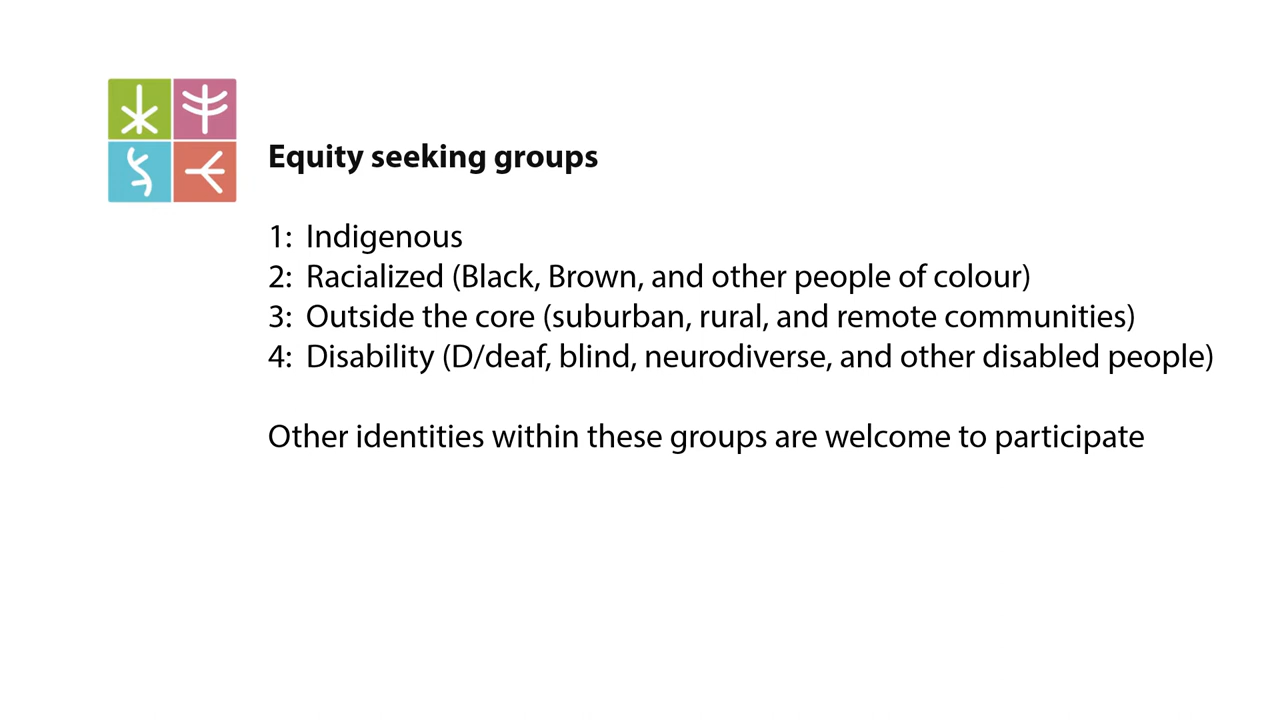 Equity seeking groups
1: Indigenous
2: Racialized (Black, Brown, and other people of colour)
3: Outside the core (suburban, rural, and remote communities)
4: Disability (D/deaf, blind, neurodiverse, and other disabled people)
Other identities within these groups are welcome to participate